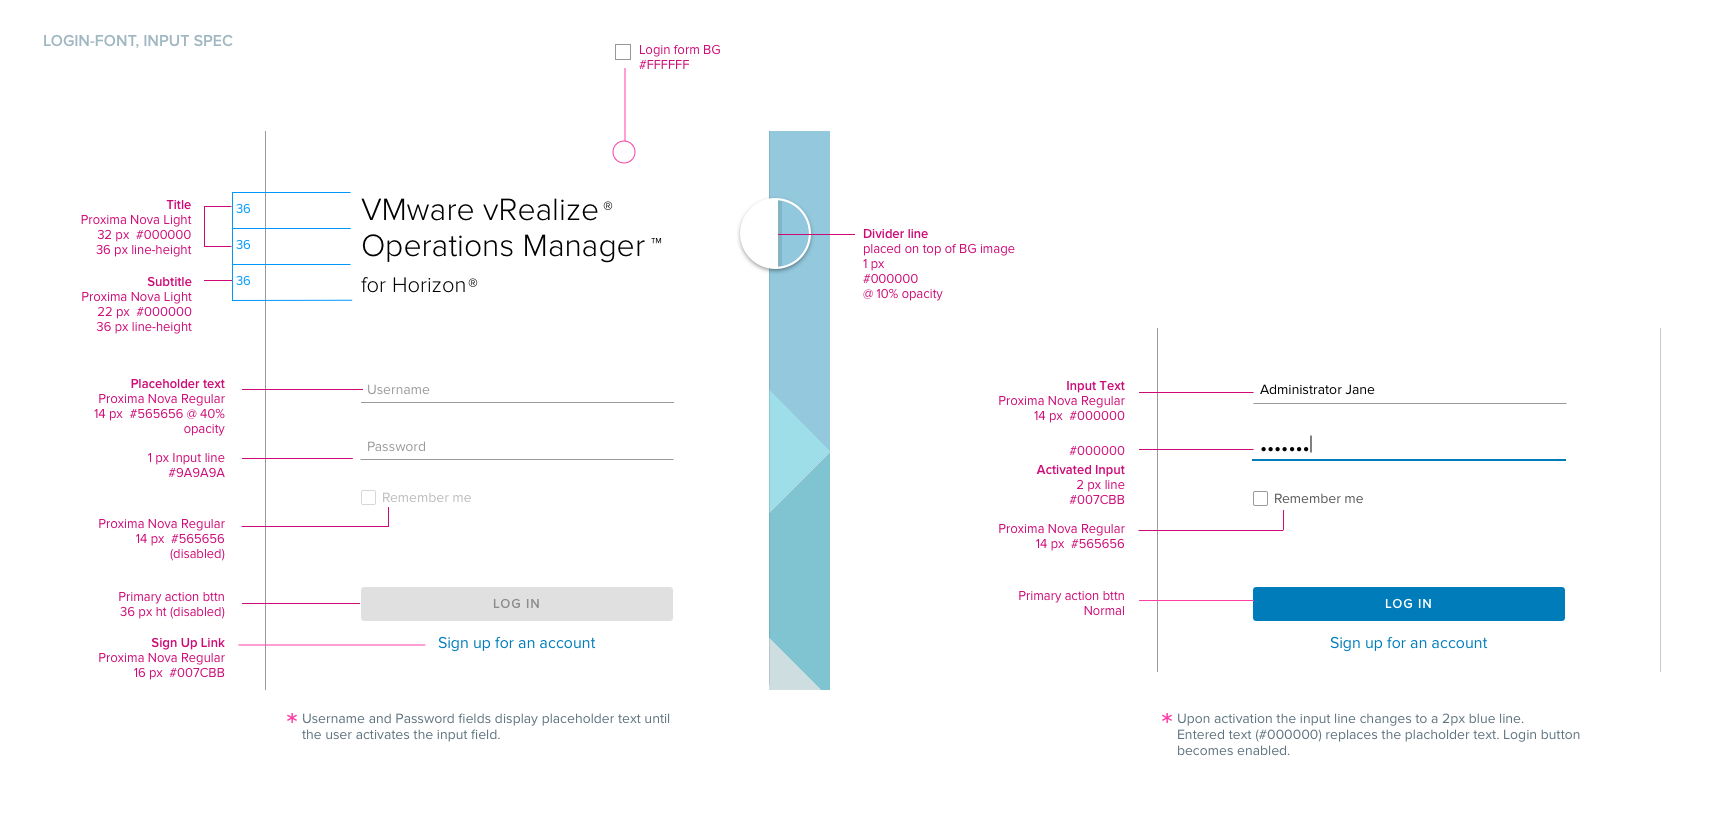 LOGIN-FONT, INPUT SPEC
Login form BG
#FFFFFF
Title
Proxima Nova Light
32 px  #000000
36 px line-height
Subtitle
Proxima Nova Light
22 px  #000000
36 px line-height
36
36
36
VMware vRealize®
Operations Manager™
for Horizon®
Divider line
placed on top of BG image
1 px
#000000
@ 10% opacity
Placeholder text
Proxima Nova Regular
14 px  #565656 @ 40%
opacity
Username
1 px Input line
#9A9A9A
Password
Remember me
Proxima Nova Regular
14 px  #565656
(disabled)
Primary action bttn
36 px ht (disabled)
LOG IN
Sign Up Link
Proxima Nova Regular
16 px  #007CBB
Sign up for an account
* Username and Password fields display placeholder text until
the user activates the input field.
Input Text
Proxima Nova Regular
14 px  #000000
Administrator Jane
#000000
•••••••
Activated Input
2 px line
#007CBB
Remember me
Proxima Nova Regular
14 px  #565656
Primary action bttn
Normal
LOG IN
Sign up for an account
* Upon activation the input line changes to a 2px blue line.
Entered text (#000000) replaces the placholder text. Login button
becomes enabled.